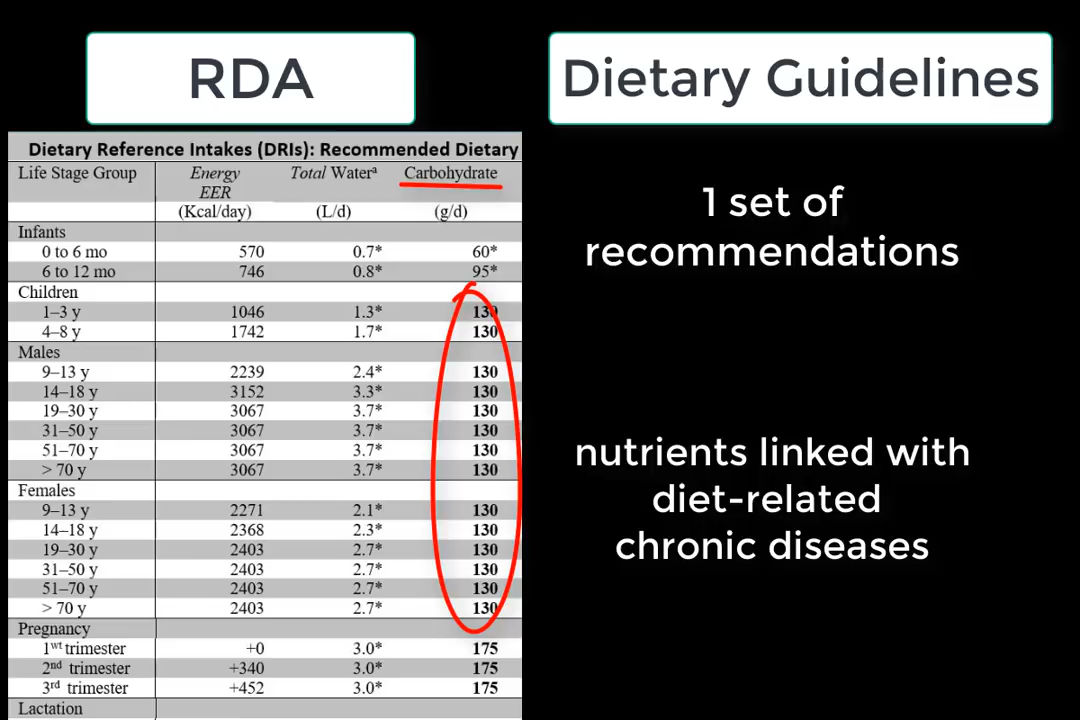 RDA
Dietary Guidelines
Dietary Reference Intakes (DRIs): Recommended Dietary
Life Stage Group Energy Total Waterᵃ Carbohydrate
EER
(Kcal/day) (L/d) (g/d)
Infants
0 to 6 mo 570 0.7* 60*
6 to 12 mo 746 0.8* 95*
Children
1–3 y 1046 1.3* 130
4–8 y 1742 1.7* 130
Males
9–13 y 2239 2.4* 130
14–18 y 3152 3.3* 130
19–30 y 3067 3.7* 130
31–50 y 3067 3.7* 130
51–70 y 3067 3.7* 130
> 70 y 3067 3.7* 130
Females
9–13 y 2271 2.1* 130
14–18 y 2368 2.3* 130
19–30 y 2403 2.7* 130
31–50 y 2403 2.7* 130
51–70 y 2403 2.7* 130
> 70 y 2403 2.7* 130
Pregnancy
1ʷᵗ trimester +0 3.0* 175
2ⁿᵈ trimester +340 3.0* 175
3ʳᵈ trimester +452 3.0* 175
Lactation
1 set of
recommendations
nutrients linked with
diet-related
chronic diseases